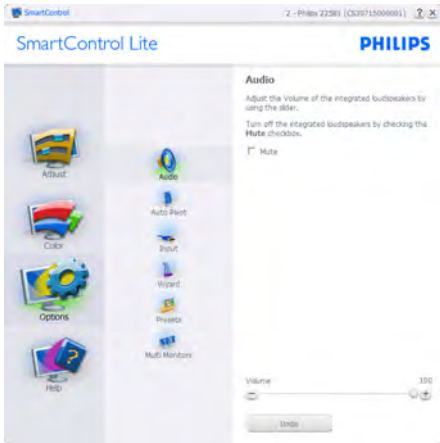 SmartControl
2 - Philips 225B1 (CS39715000001) ? X
SmartControl Lite
PHILIPS
Audio
Adjust the Volume of the integrated loudspeakers by
using the slider.
Turn off the integrated loudspeakers by checking the
Mute checkbox.
Mute
Adjust
Color
Options
Help
Audio
Auto Pivot
Input
Wizard
Presets
Multi Monitors
Volume 100
Undo